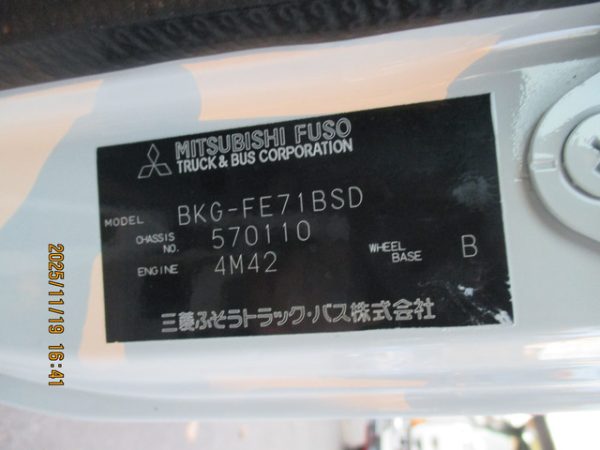 MITSUBISHI FUSO
TRUCK & BUS CORPORATION
MODEL BKG-FE71BSD
CHASSIS NO. 570110
ENGINE 4M42 WHEEL BASE B
三菱ふそうトラック・バス株式会社
2025/11/19 16:41